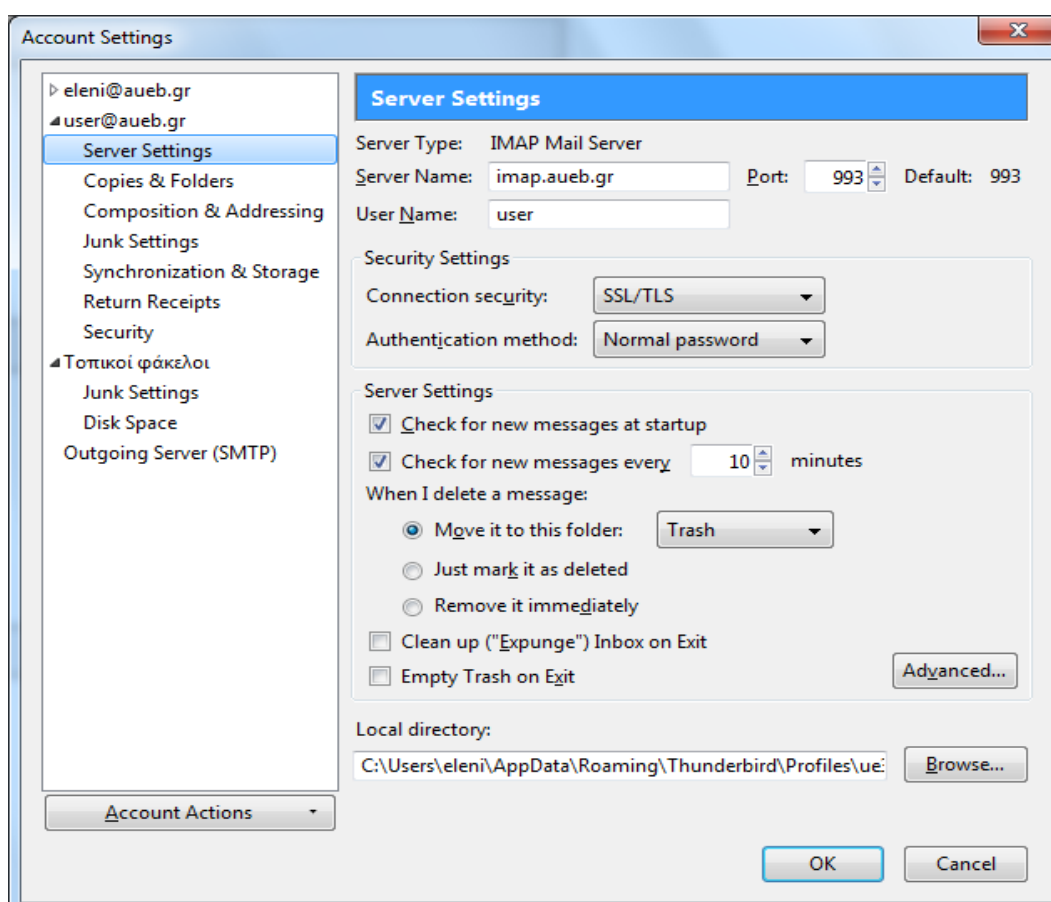 Account Settings
eleni@aueb.gr
user@aueb.gr
Server Settings
Copies & Folders
Composition & Addressing
Junk Settings
Synchronization & Storage
Return Receipts
Security
Τοπικοί φάκελοι
Junk Settings
Disk Space
Outgoing Server (SMTP)
Account Actions
Server Settings
Server Type: IMAP Mail Server
Server Name: imap.aueb.gr Port: 993 Default: 993
User Name: user
Security Settings
Connection security: SSL/TLS
Authentication method: Normal password
Server Settings
Check for new messages at startup
Check for new messages every 10 minutes
When I delete a message:
Move it to this folder: Trash
Just mark it as deleted
Remove it immediately
Clean up ("Expunge") Inbox on Exit
Empty Trash on Exit
Advanced...
Local directory:
C:\Users\eleni\AppData\Roaming\Thunderbird\Profiles\ue Browse...
OK Cancel